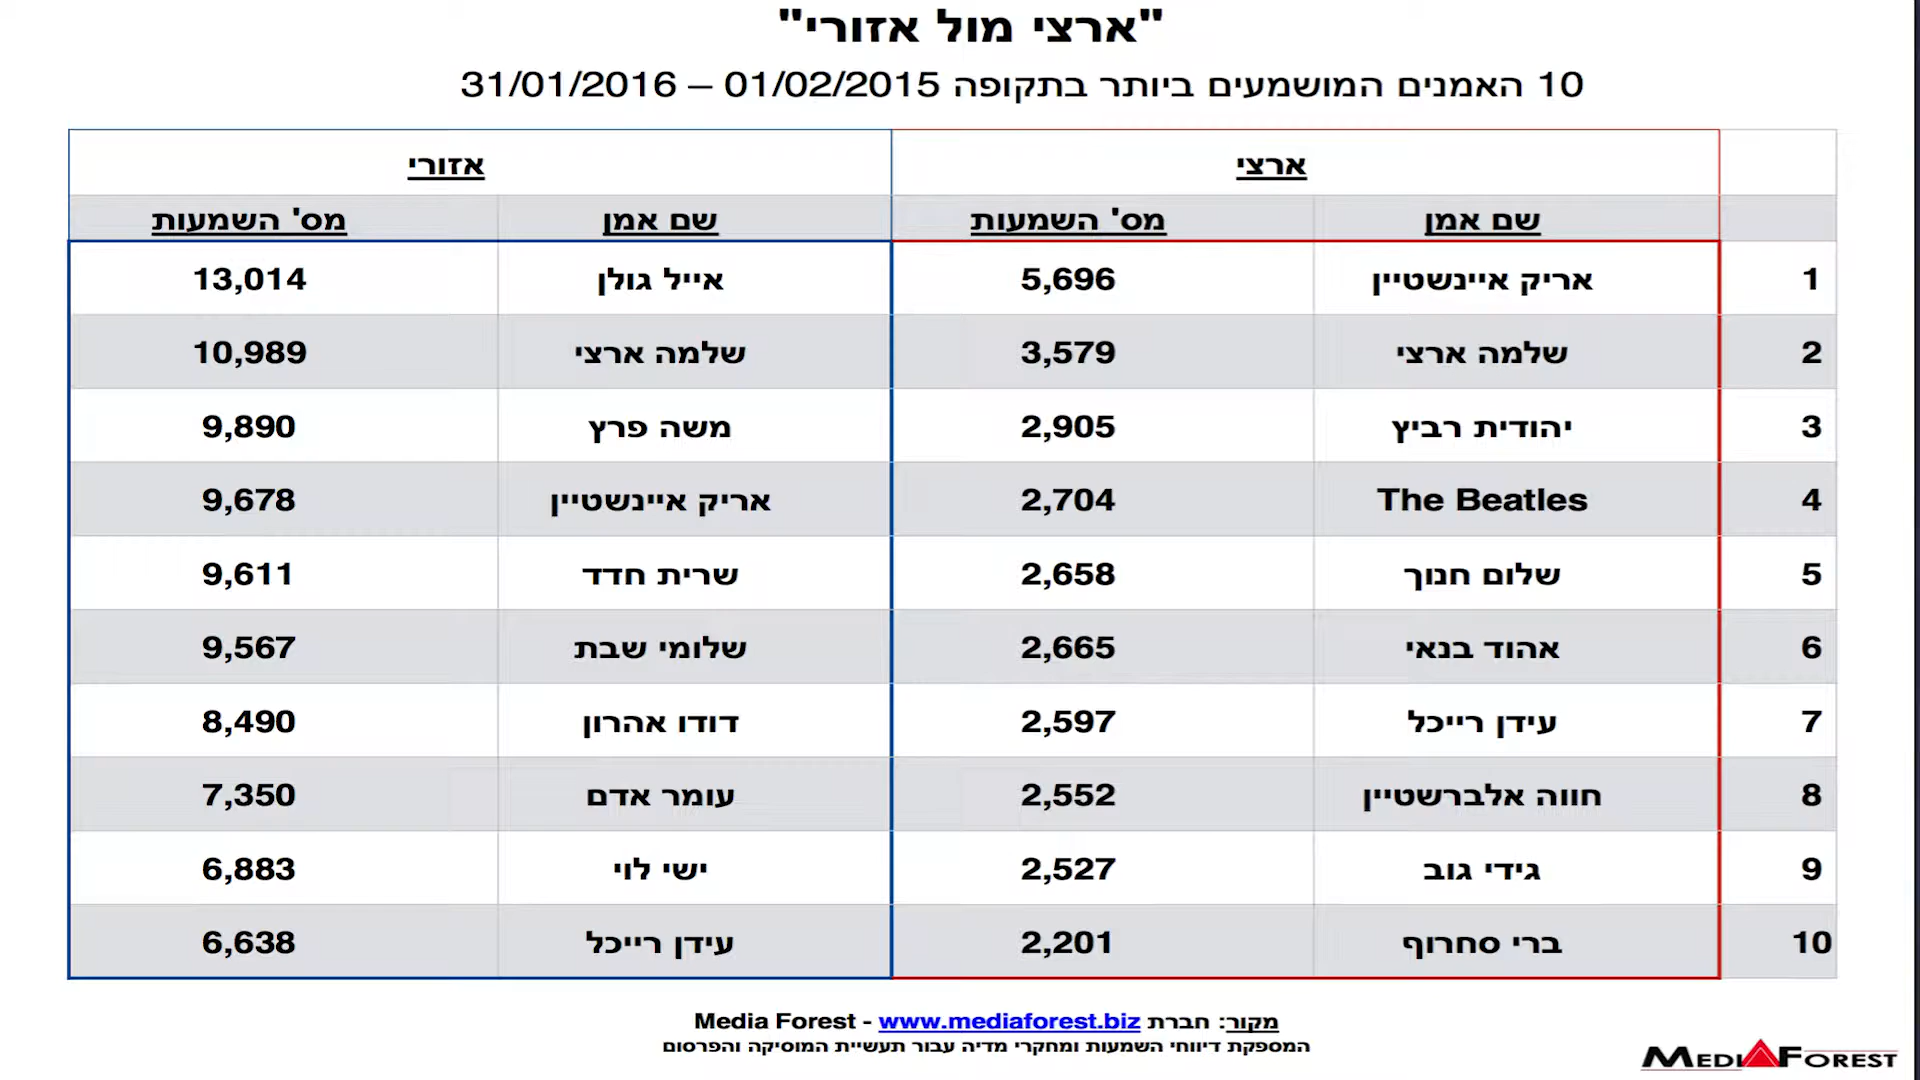 "ארצי מול אזורי"
10 האמנים המושמעים ביותר בתקופה 01/02/2015 – 31/01/2016
ארצי אזורי
שם אמן מס' השמעות שם אמן מס' השמעות
1 אריק איינשטיין 5,696 אייל גולן 13,014
2 שלמה ארצי 3,579 שלמה ארצי 10,989
3 יהודית רביץ 2,905 משה פרץ 9,890
4 The Beatles 2,704 אריק איינשטיין 9,678
5 שלום חנוך 2,658 שרית חדד 9,611
6 אהוד בנאי 2,665 שלומי שבת 9,567
7 עידן רייכל 2,597 דודו אהרון 8,490
8 חווה אלברשטיין 2,552 עומר אדם 7,350
9 גידי גוב 2,527 ישי לוי 6,883
10 ברי סחרוף 2,201 עידן רייכל 6,638
מקור: חברת Media Forest - www.mediaforest.biz
המספקת דיווחי השמעות ומחקרי מדיה עבור תעשיית המוסיקה והפרסום
MEDIA FOREST